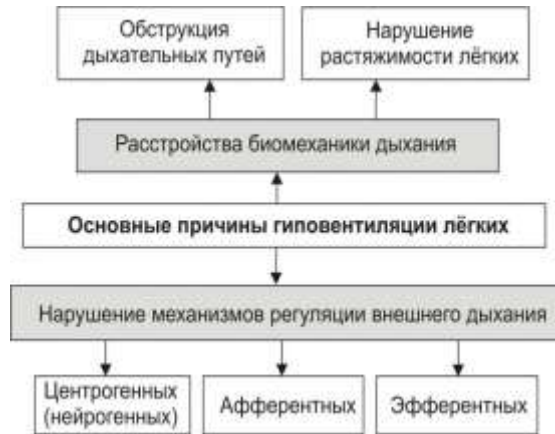 Обструкция
дыхательных путей
Нарушение
растяжимости лёгких
Расстройства биомеханики дыхания
Основные причины гиповентиляции лёгких
Нарушение механизмов регуляции внешнего дыхания
Центрогенных
(нейрогенных)
Афферентных
Эфферентных